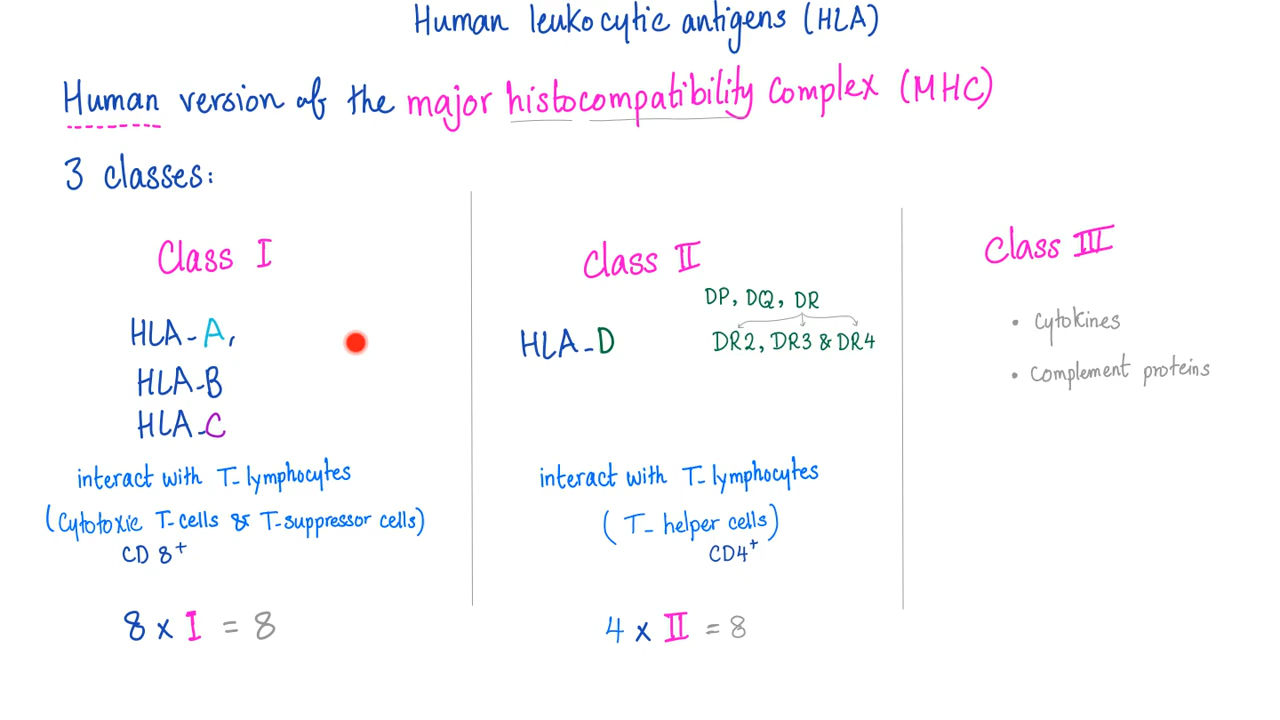 Human leukocytic antigens (HLA)
Human version of the major histocompatibility Complex (MHC)
3 classes:
Class I
HLA-A,
HLA-B
HLA-C
interact with T-lymphocytes
(Cytotoxic T-cells & T-suppressor cells)
CD 8+
8 x I = 8
Class II
DP, DQ, DR
HLA-D
DR2, DR3 & DR4
interact with T-lymphocytes
(T-helper cells)
CD4+
4 x II = 8
Class III
• Cytokines
• Complement proteins